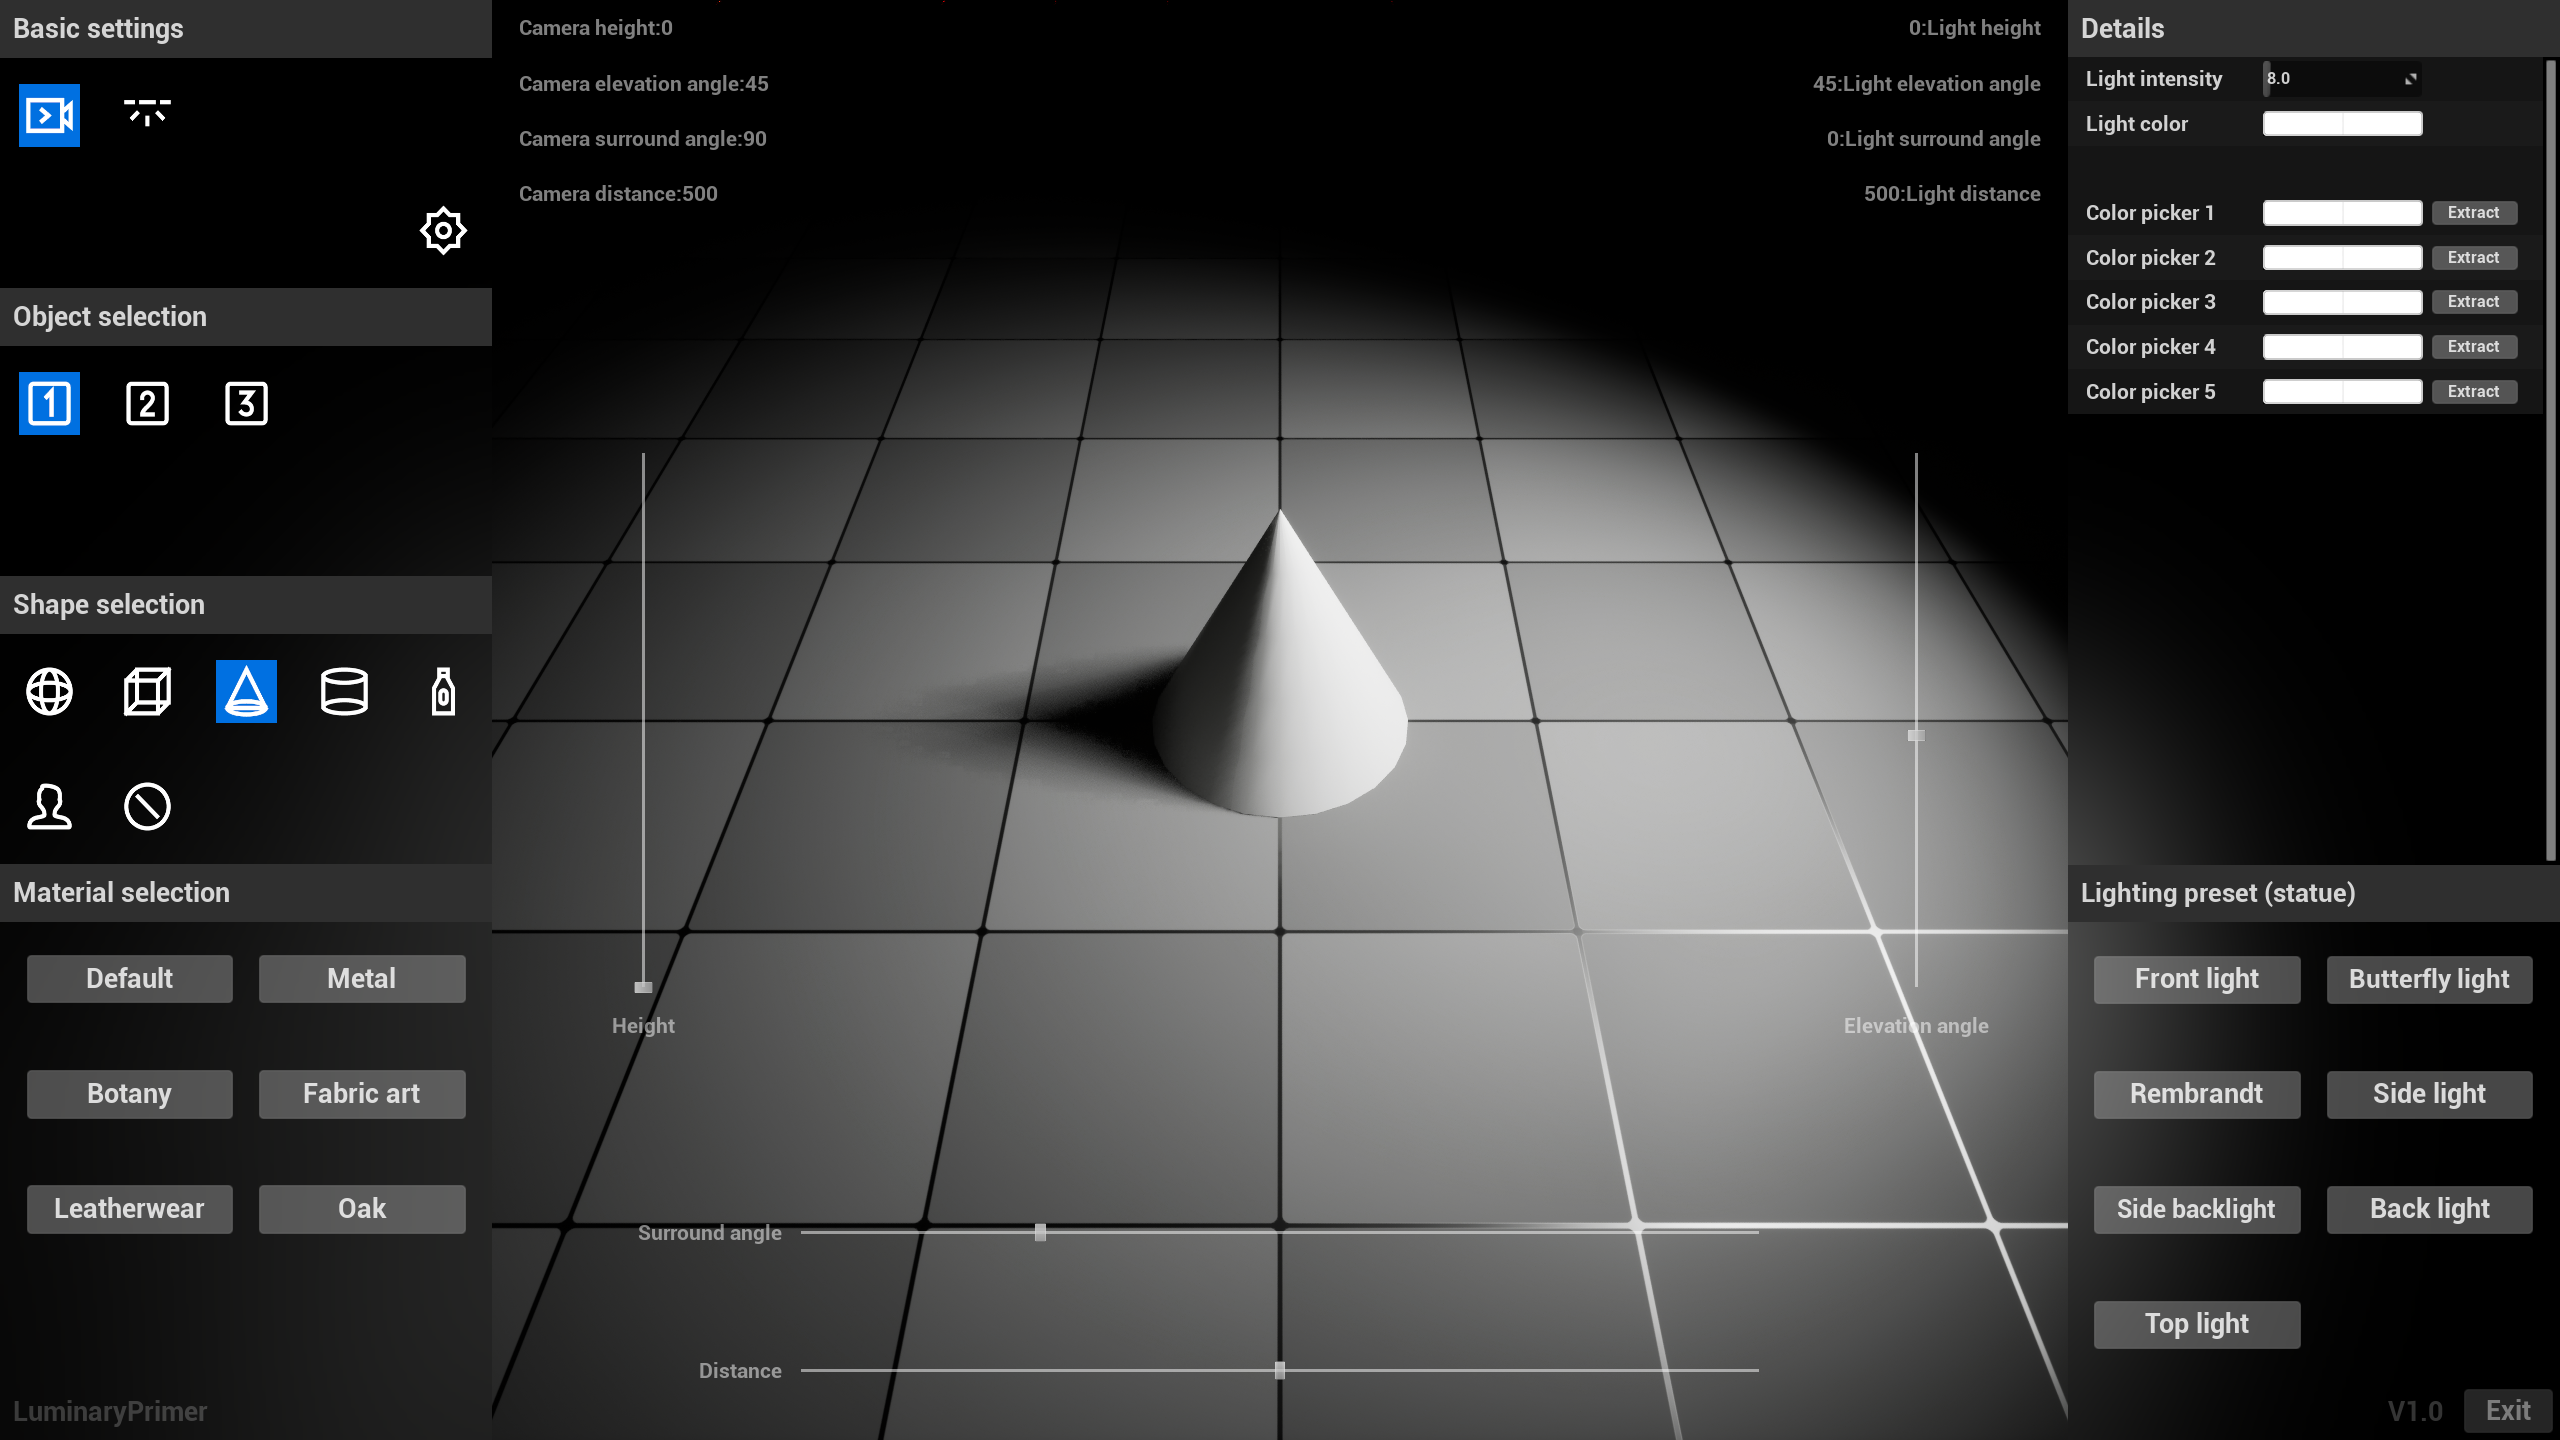 Basic settings
Object selection
1 2 3
Shape selection
0
Material selection
Default Metal
Botany Fabric art
Leatherwear Oak
LuminaryPrimer
Camera height:0
Camera elevation angle:45
Camera surround angle:90
Camera distance:500
0:Light height
45:Light elevation angle
0:Light surround angle
500:Light distance
Height
Elevation angle
Surround angle
Distance
Details
Light intensity 8.0
Light color
Color picker 1 Extract
Color picker 2 Extract
Color picker 3 Extract
Color picker 4 Extract
Color picker 5 Extract
Lighting preset (statue)
Front light Butterfly light
Rembrandt Side light
Side backlight Back light
Top light
V1.0 Exit